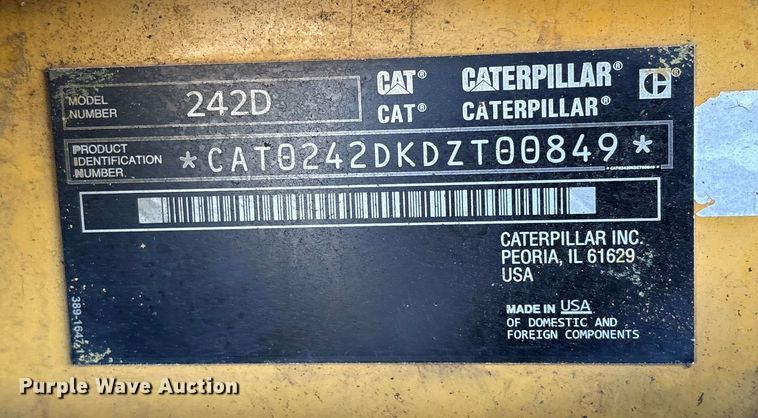 MODEL
NUMBER
242D
CAT® CATERPILLAR®
CAT® CATERPILLAR®
PRODUCT
IDENTIFICATION
NUMBER
*CAT0242DKDZT00849*
*CAT0242DKDZT00849*
CATERPILLAR INC.
PEORIA, IL 61629
USA
MADE IN USA
OF DOMESTIC AND
FOREIGN COMPONENTS
Purple Wave Auction